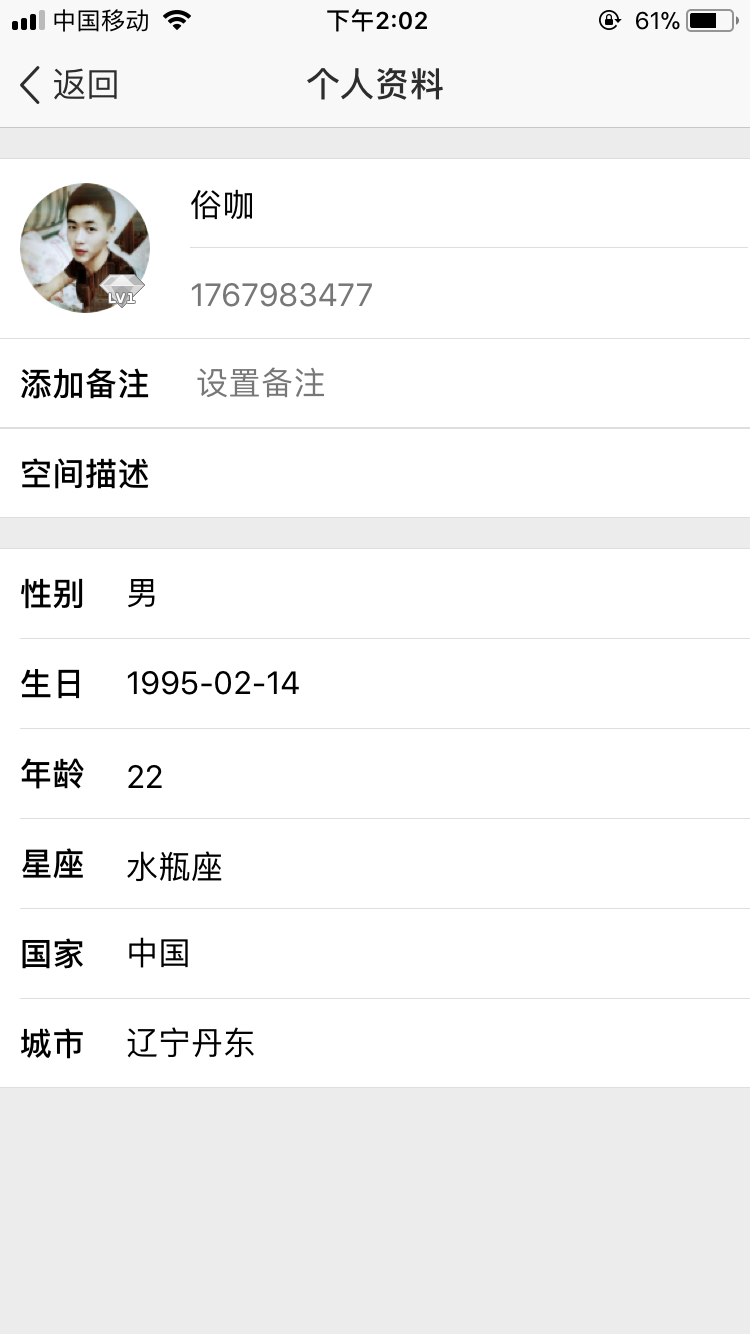 中国移动 下午2:02 61%
返回 个人资料
俗咖
LV1
1767983477
添加备注 设置备注
空间描述
性别 男
生日 1995-02-14
年龄 22
星座 水瓶座
国家 中国
城市 辽宁丹东